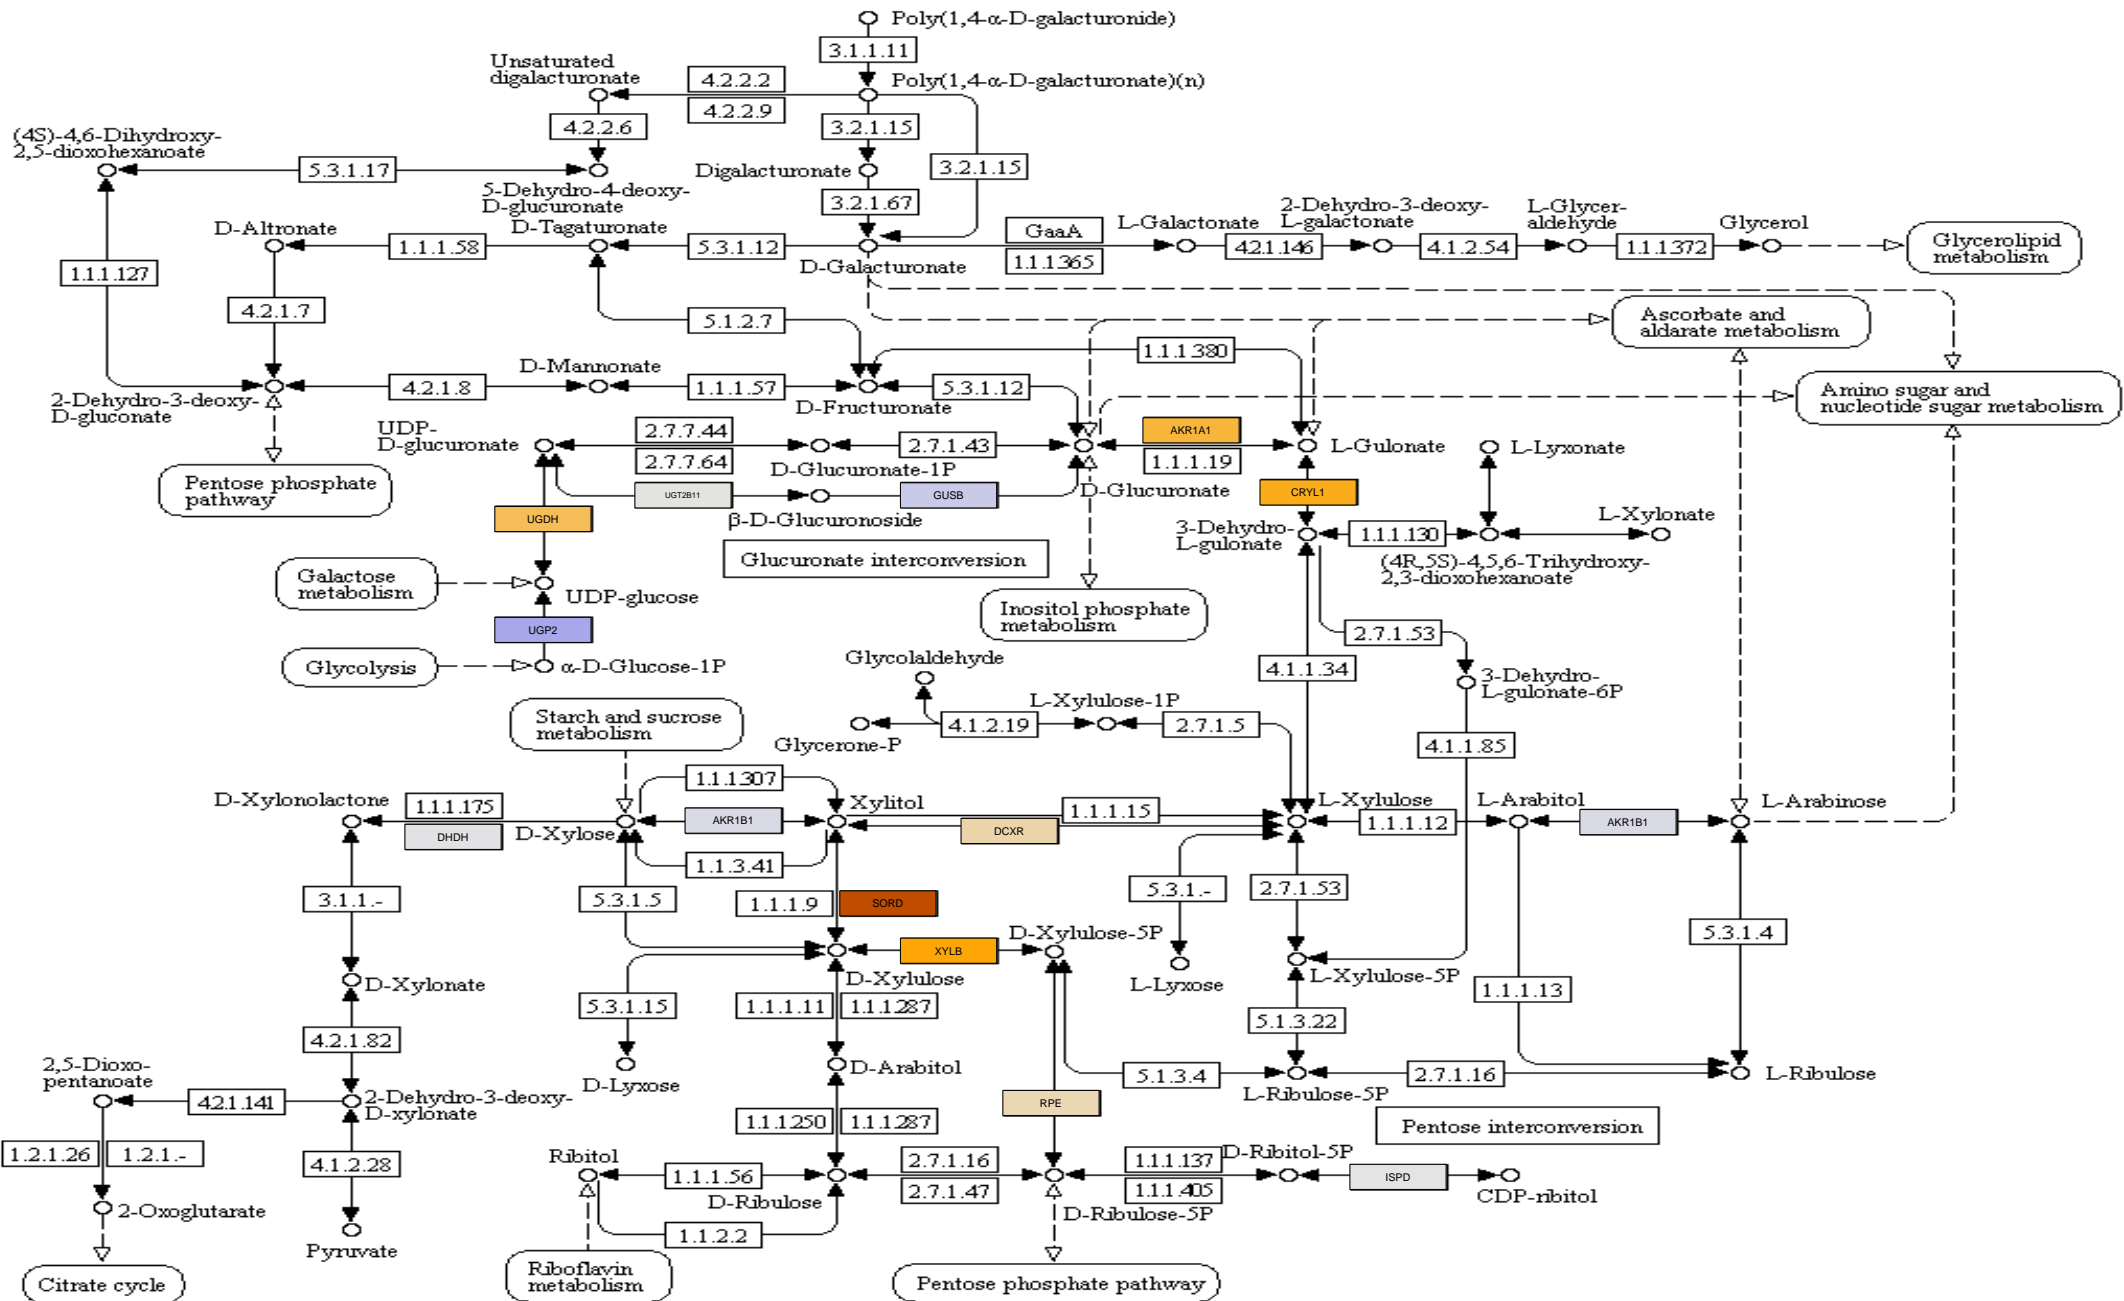 Poly(1,4-α-D-galacturonide)
3.1.1.11
Unsaturated
digalacturonate
4.2.2.2
Poly(1,4-α-D-galacturonate)(n)
4.2.2.9
4.2.2.6
3.2.1.15
(4S)-4,6-Dihydroxy-
2,5-dioxohexanoate
5.3.1.17
Digalacturonate
3.2.1.15
5-Dehydro-4-deoxy-
D-glucuronate
3.2.1.67
D-Altronate
D-Tagaturonate
GaaA
L-Galactonate
2-Dehydro-3-deoxy-
L-galactonate
L-Glycer-
aldehyde
Glycerol
1.1.1.58
5.3.1.12
D-Galacturonate
1.1.1.365
4.2.1.146
4.1.2.54
1.1.1.372
Glycerolipid
metabolism
1.1.1.127
4.2.1.7
5.1.2.7
Ascorbate and
aldarate metabolism
1.1.1.380
D-Mannonate
4.2.1.8
1.1.1.57
5.3.1.12
2-Dehydro-3-deoxy-
D-gluconate
D-Fructuronate
Amino sugar and
nucleotide sugar metabolism
UDP-
D-glucuronate
2.7.7.44
2.7.7.64
2.7.1.43
AKR1A1
1.1.1.19
L-Gulonate
L-Lyxonate
D-Glucuronate-1P
Pentose phosphate
pathway
UGT2B11
GUSB
D-Glucuronate
CRYL1
β-D-Glucuronoside
UGDH
3-Dehydro-
L-gulonate
1.1.1.130
L-Xylonate
Glucuronate interconversion
(4R,5S)-4,5,6-Trihydroxy-
2,3-dioxohexanoate
Galactose
metabolism
UDP-glucose
Inositol phosphate
metabolism
UGP2
2.7.1.53
Glycolysis
α-D-Glucose-1P
Glycolaldehyde
4.1.1.34
3-Dehydro-
L-gulonate-6P
L-Xylulose-1P
Starch and sucrose
metabolism
4.1.2.19
2.7.1.5
Glycerone-P
4.1.1.85
1.1.1.307
D-Xylonolactone
1.1.1.175
Xylitol
1.1.1.15
L-Xylulose
L-Arabitol
L-Arabinose
DHDH
D-Xylose
AKR1B1
DCXR
1.1.1.12
AKR1B1
1.1.3.41
3.1.1.-
5.3.1.5
1.1.1.9
SORD
5.3.1.-
2.7.1.53
5.3.1.4
XYLB
D-Xylulose-5P
D-Xylulose
L-Lyxose
L-Xylulose-5P
D-Xylonate
5.3.1.15
1.1.1.11
1.1.1.287
1.1.1.13
5.1.3.22
4.2.1.82
2,5-Dioxo-
pentanoate
D-Lyxose
D-Arabitol
5.1.3.4
2.7.1.16
L-Ribulose
L-Ribulose-5P
4.2.1.141
2-Dehydro-3-deoxy-
D-xylonate
RPE
1.1.1.250
1.1.1.287
Pentose interconversion
1.2.1.26
1.2.1.-
4.1.2.28
Ribitol
1.1.1.56
2.7.1.16
2.7.1.47
1.1.1.137
1.1.1.405
D-Ribitol-5P
ISPD
CDP-ribitol
D-Ribulose
D-Ribulose-5P
2-Oxoglutarate
1.1.2.2
Pyruvate
Citrate cycle
Riboflavin
metabolism
Pentose phosphate pathway